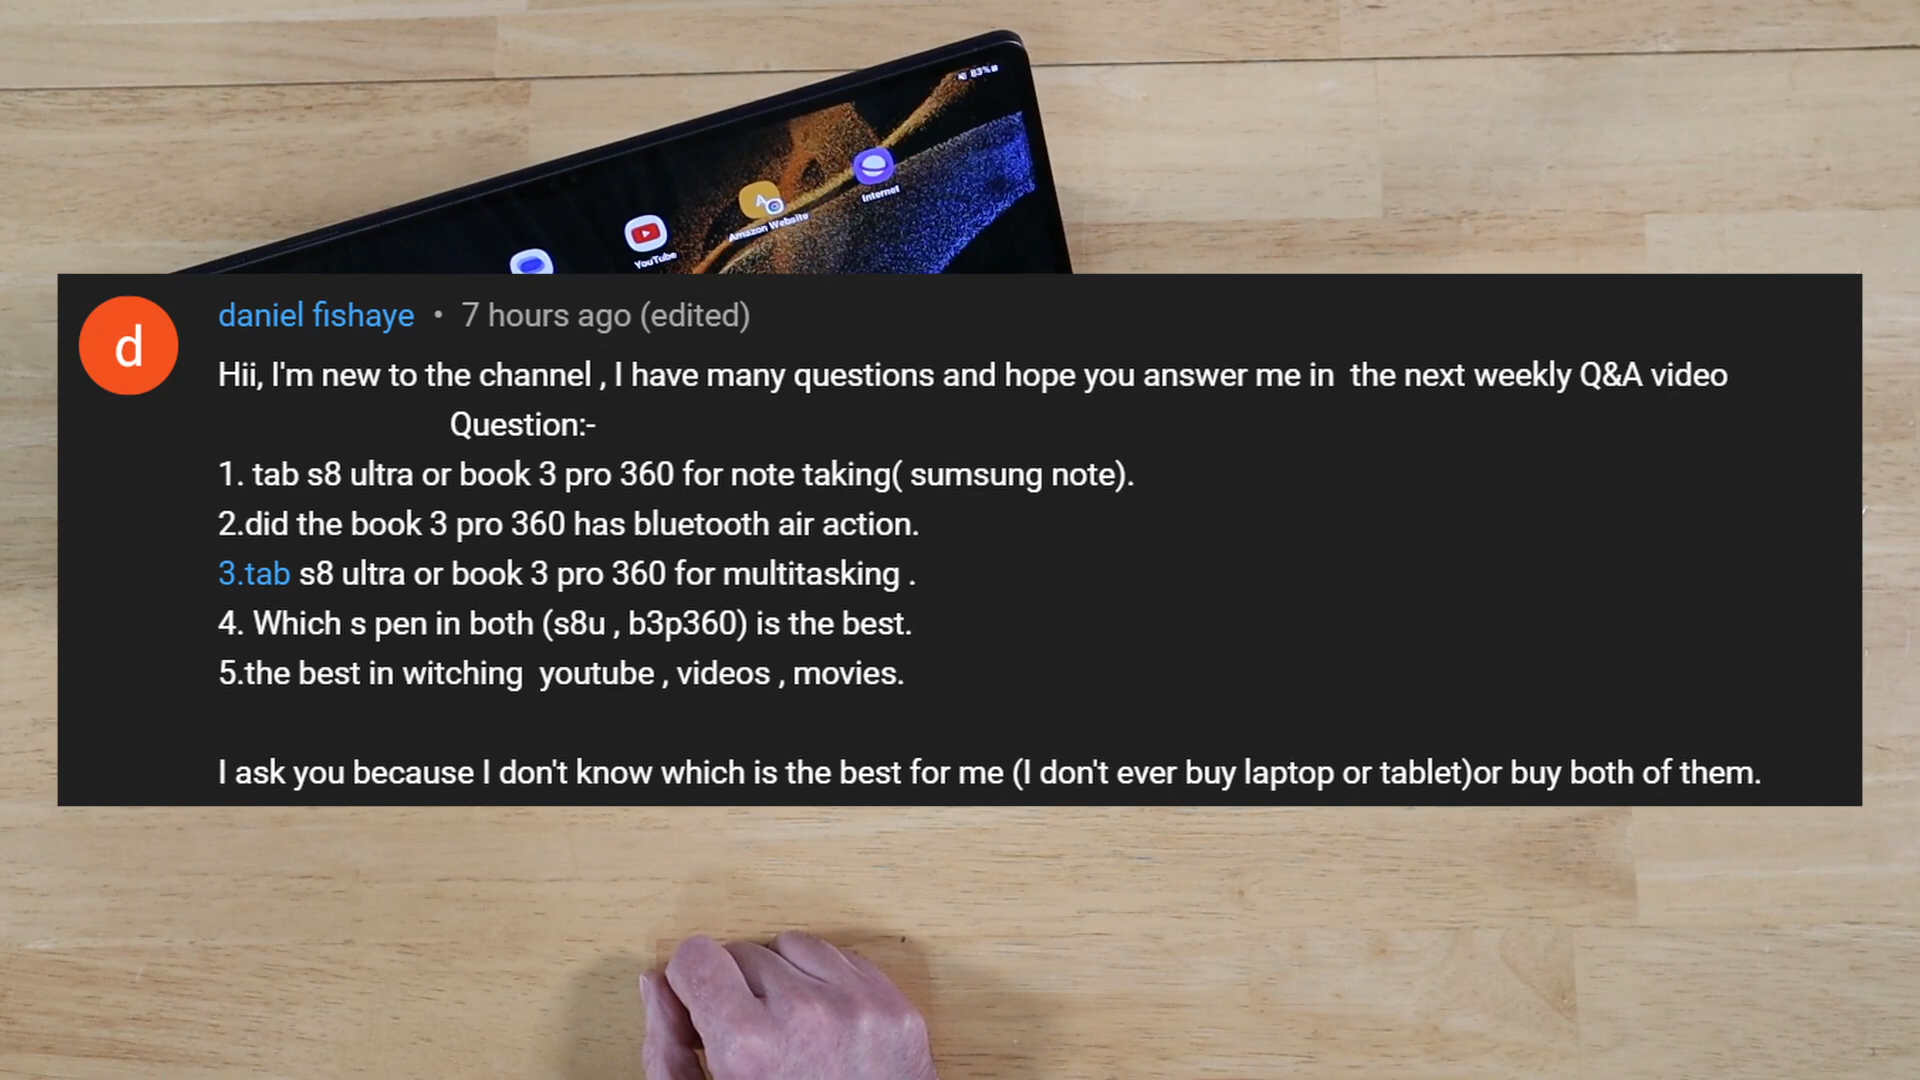 83%
Internet
Amazon Website
YouTube
d
daniel fishaye • 7 hours ago (edited)
Hii, I'm new to the channel , I have many questions and hope you answer me in  the next weekly Q&A video
Question:-
1. tab s8 ultra or book 3 pro 360 for note taking( sumsung note).
2.did the book 3 pro 360 has bluetooth air action.
3.tab s8 ultra or book 3 pro 360 for multitasking .
4. Which s pen in both (s8u , b3p360) is the best.
5.the best in witching  youtube , videos , movies.
I ask you because I don't know which is the best for me (I don't ever buy laptop or tablet)or buy both of them.